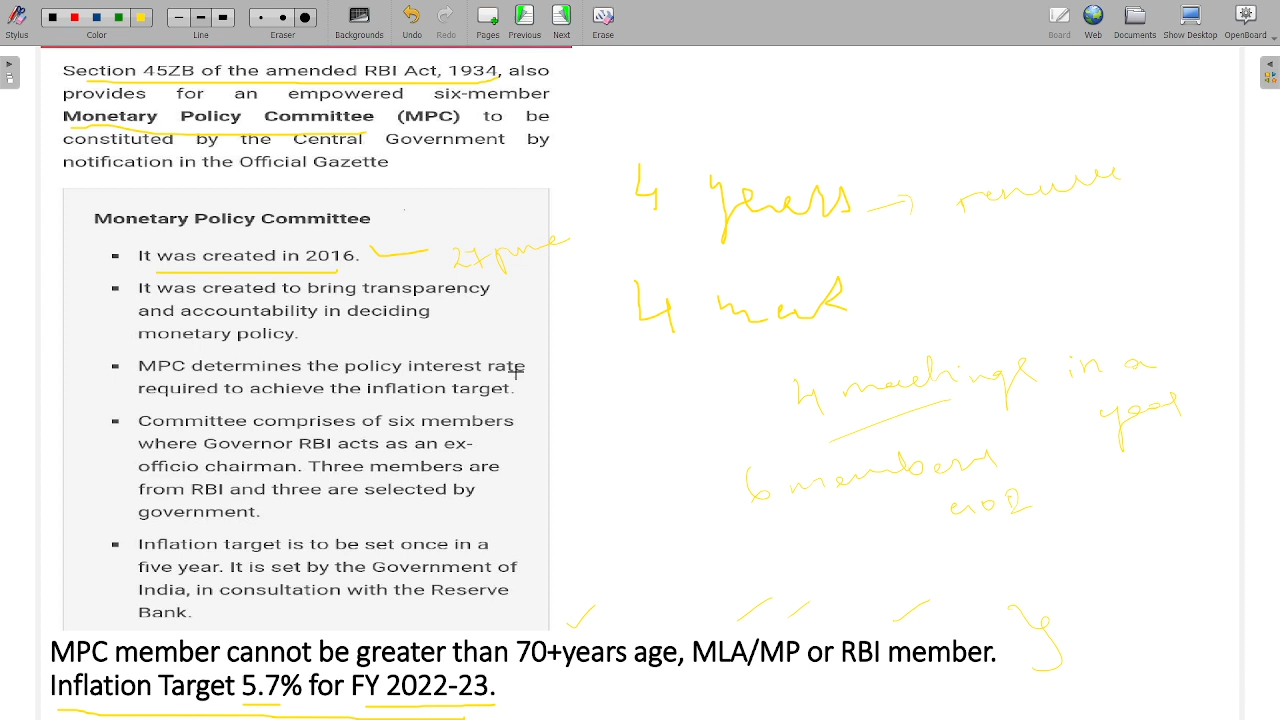 Stylus Color Line Eraser Backgrounds Undo Redo Pages Previous Next Erase Board Web Documents Show Desktop OpenBoard
Section 45ZB of the amended RBI Act, 1934, also
provides for an empowered six-member
Monetary Policy Committee (MPC) to be
constituted by the Central Government by
notification in the Official Gazette
Monetary Policy Committee
▪ It was created in 2016.
▪ It was created to bring transparency
and accountability in deciding
monetary policy.
▪ MPC determines the policy interest rate
required to achieve the inflation target.
▪ Committee comprises of six members
where Governor RBI acts as an ex-
officio chairman. Three members are
from RBI and three are selected by
government.
▪ Inflation target is to be set once in a
five year. It is set by the Government of
India, in consultation with the Reserve
Bank.
4 years →
4
4 in a
year
6 members
MPC member cannot be greater than 70+years age, MLA/MP or RBI member.
Inflation Target 5.7% for FY 2022-23.